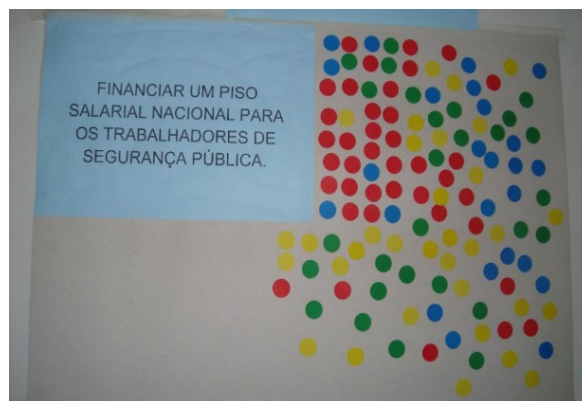 FINANCIAR UM PISO
SALARIAL NACIONAL PARA
OS TRABALHADORES DE
SEGURANÇA PÚBLICA.